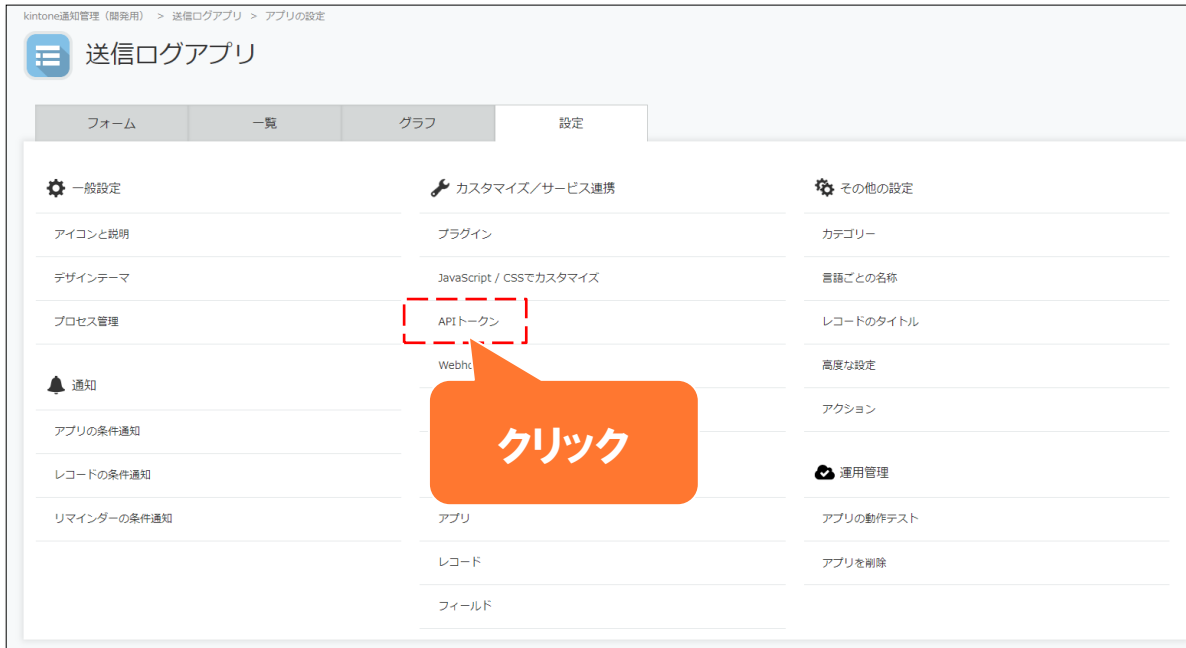 kintone通知管理（開発用） > 送信ログアプリ > アプリの設定
送信ログアプリ
フォーム
一覧
グラフ
設定
一般設定
アイコンと説明
デザインテーマ
プロセス管理
通知
アプリの条件通知
レコードの条件通知
リマインダーの条件通知
カスタマイズ／サービス連携
プラグイン
JavaScript / CSSでカスタマイズ
APIトークン
クリック
アプリ
レコード
フィールド
その他の設定
カテゴリー
言語ごとの名称
レコードのタイトル
高度な設定
アクション
運用管理
アプリの動作テスト
アプリを削除